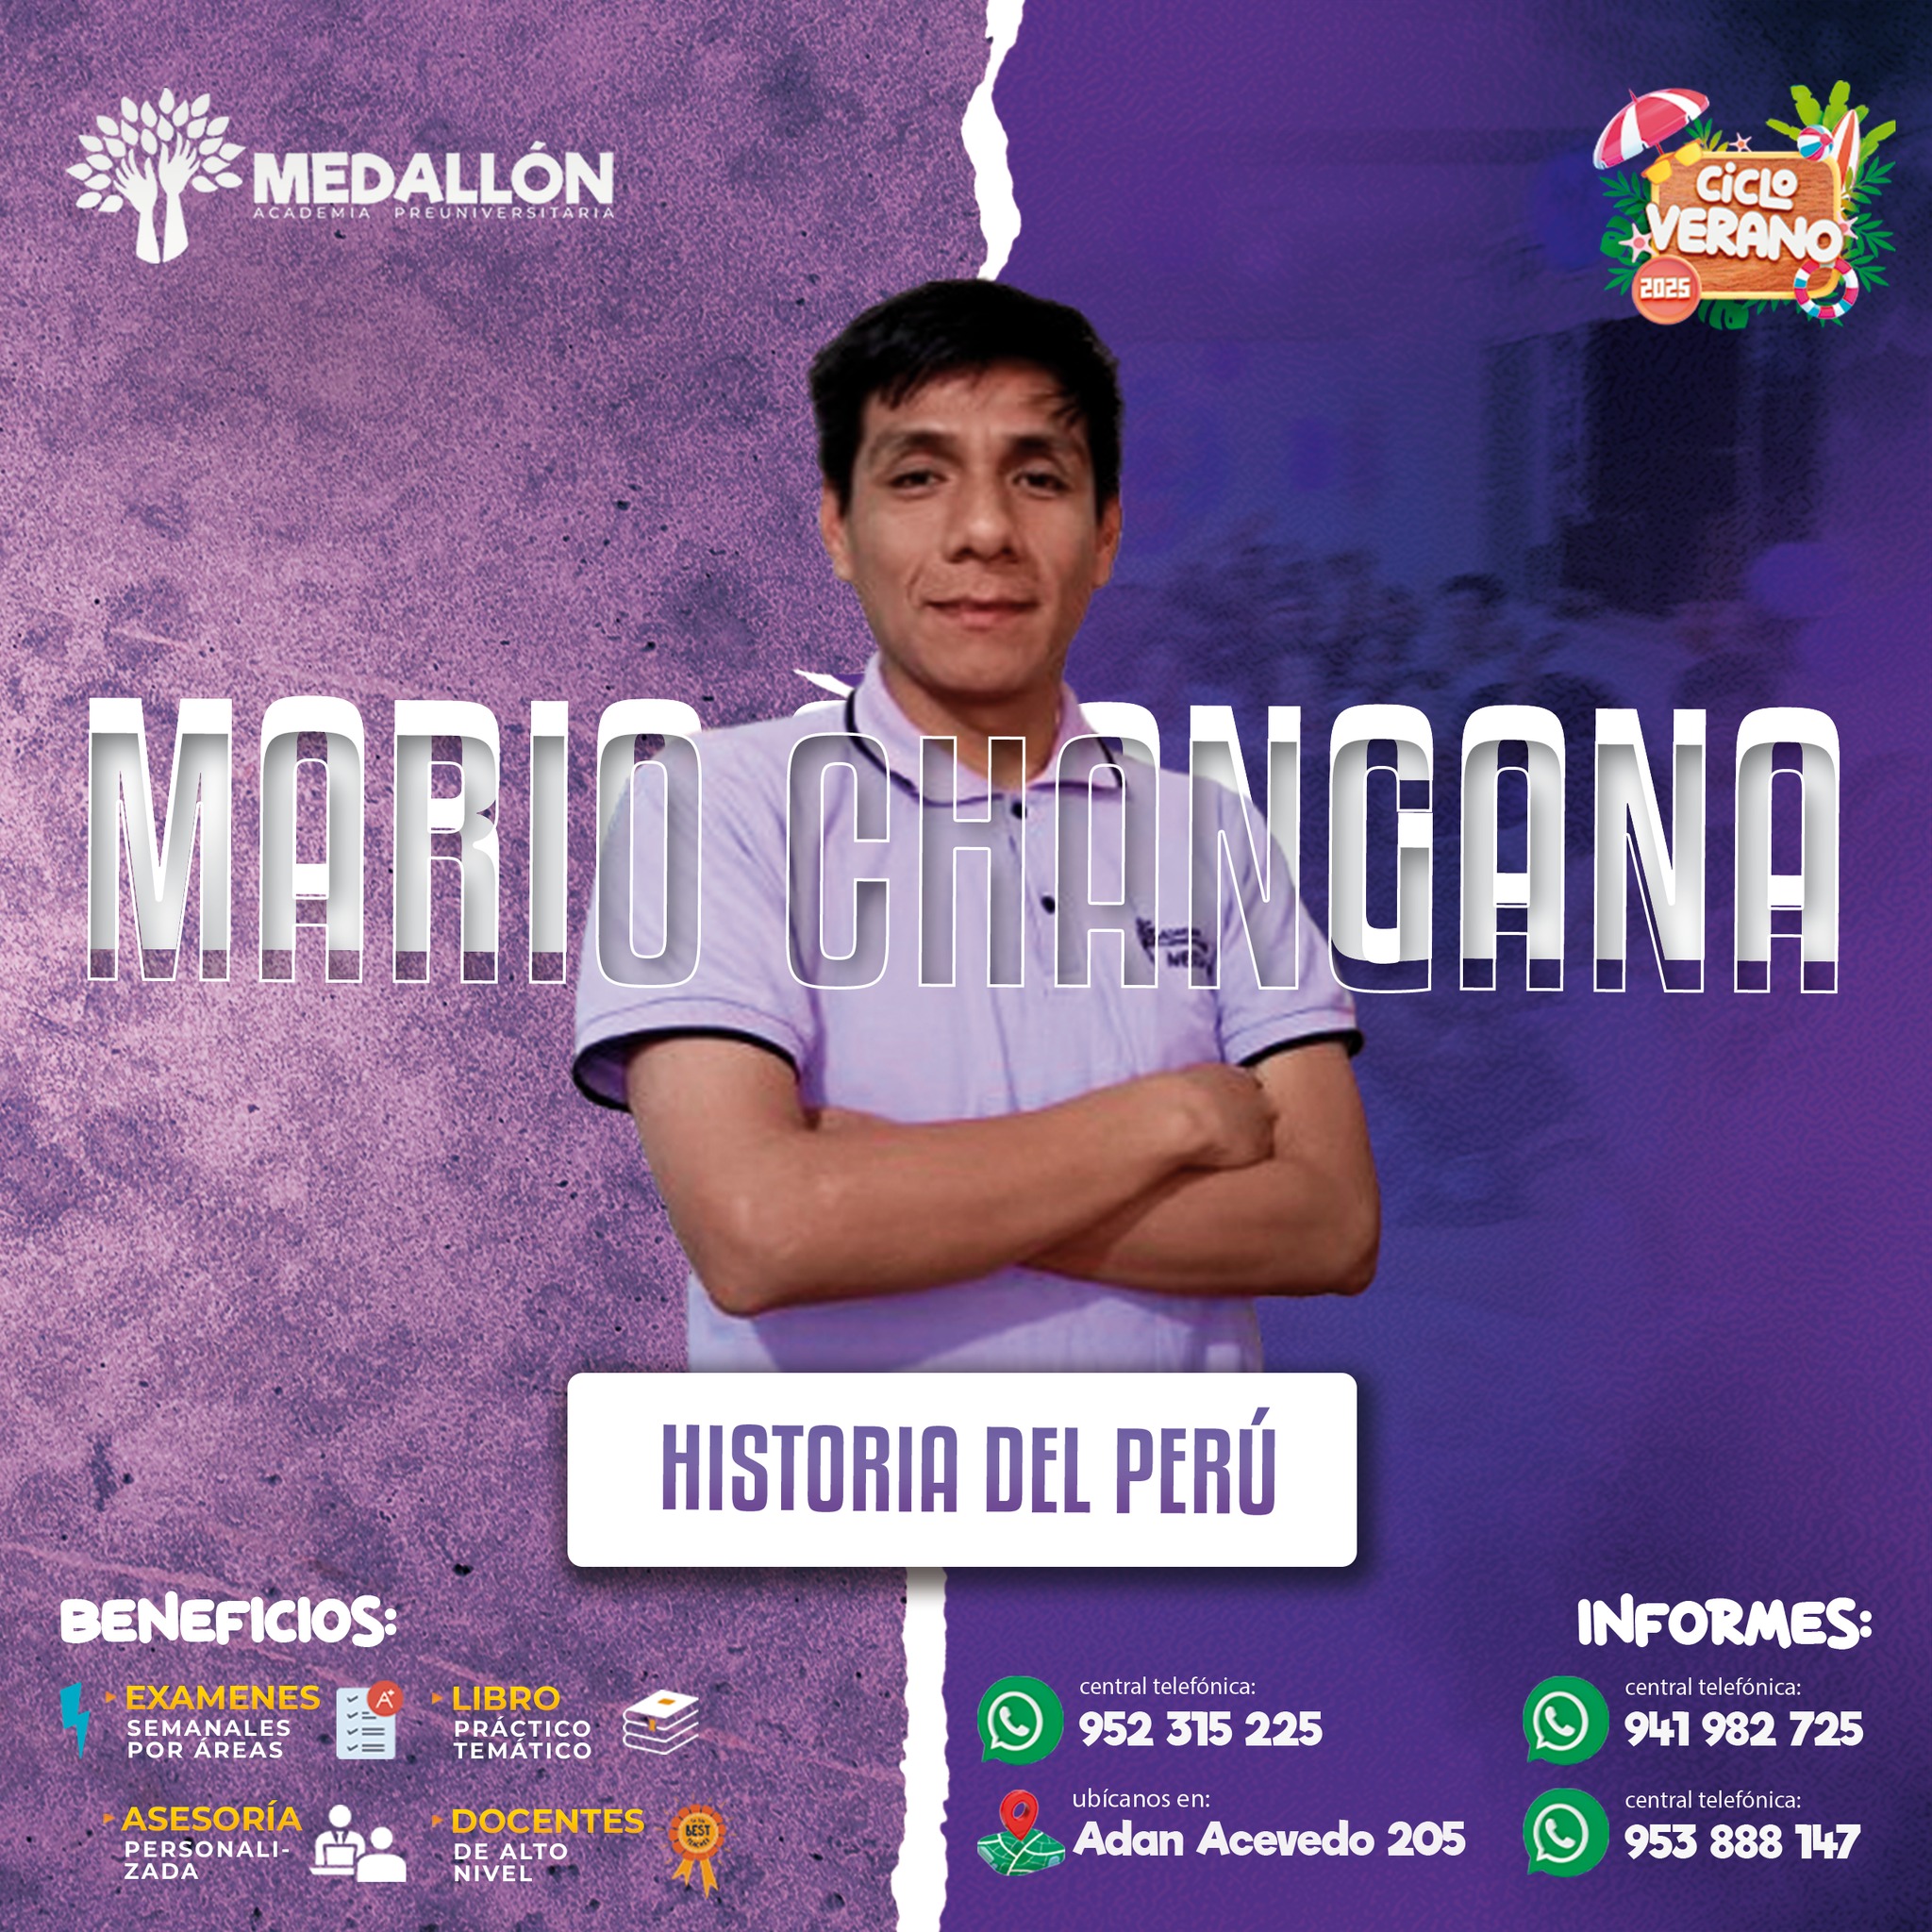 MEDALLÓN
ACADEMIA PREUNIVERSITARIA
CiCLO
VERANO
2025
MARIO CHANGANA
HISTORIA DEL PERÚ
BENEFICIOS:
EXAMENES
SEMANALES
POR ÁREAS
A+
LIBRO
PRÁCTICO
TEMÁTICO
ASESORÍA
PERSONALI-
ZADA
DOCENTES
DE ALTO
NIVEL
BEST
INFORMES:
central telefónica:
952 315 225
central telefónica:
941 982 725
ubícanos en:
Adan Acevedo 205
central telefónica:
953 888 147